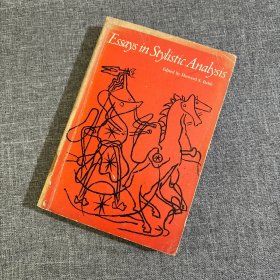 Essays in Stylistic Analysis
Edited by Howard S. Babb